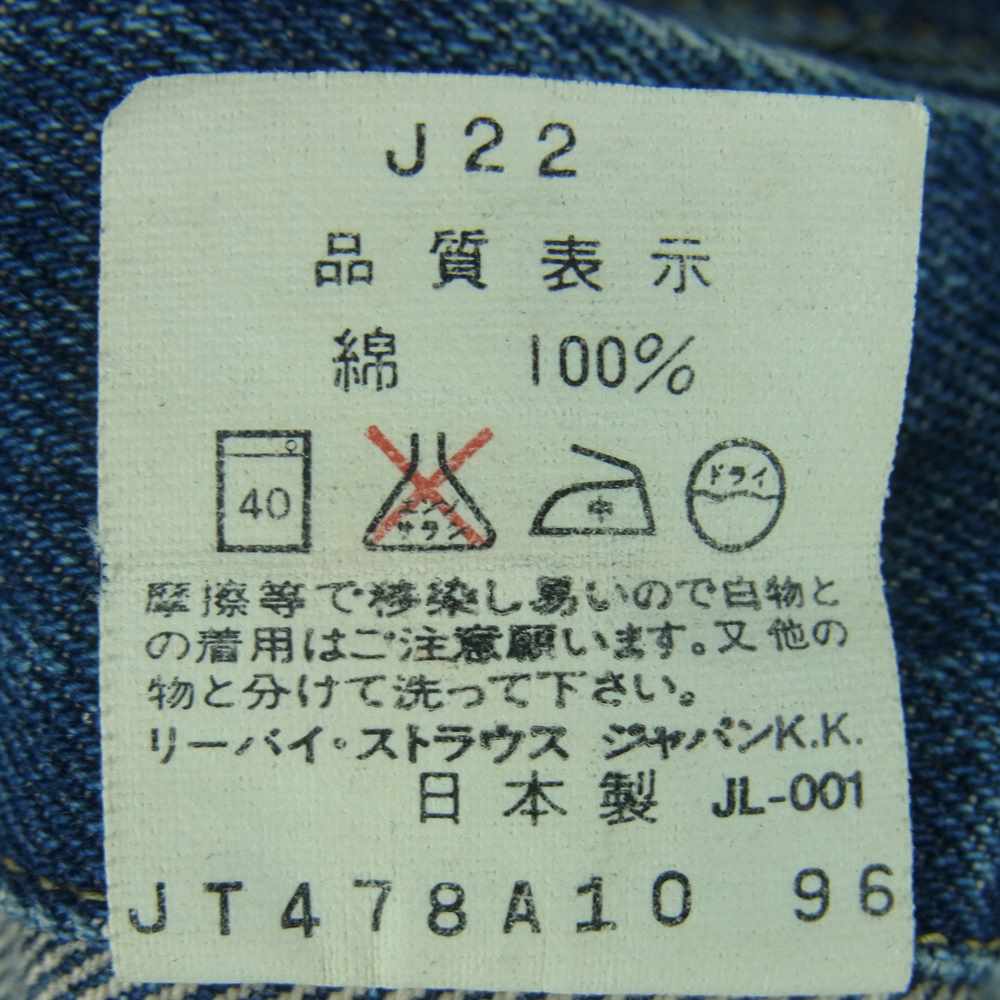 J22
品質表示
綿 100%
40 エンソ サラシ 中 ドライ
摩擦等で移染し易いので白物と
の着用はご注意願います。又他の
物と分けて洗って下さい。
リーバイ・ストラウス ジャパンK.K.
日本製 JL-001
JT478A10 96